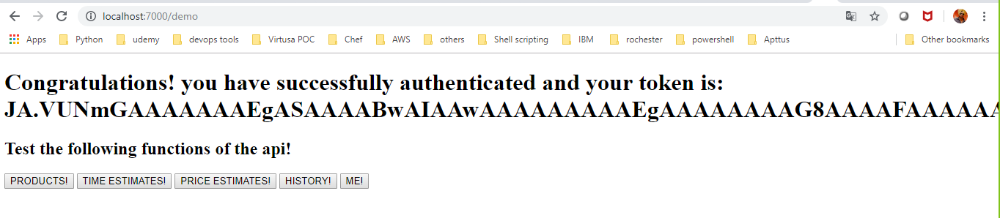 localhost:7000/demo
Apps Python udemy devops tools Virtusa POC Chef AWS others Shell scripting IBM rochester powershell Apttus Other bookmarks
Congratulations! you have successfully authenticated and your token is:
JA.VUNmGAAAAAAAEgASAAAABwAIAAwAAAAAAAAAEgAAAAAAAAG8AAAAFAAAAAA
Test the following functions of the api!
PRODUCTS! TIME ESTIMATES! PRICE ESTIMATES! HISTORY! ME!